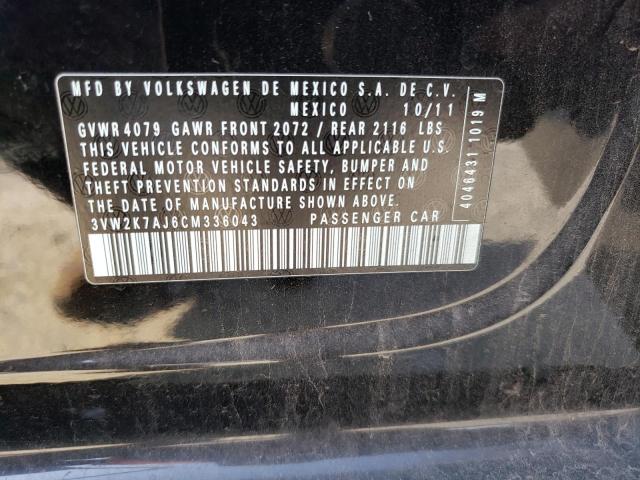 MFD BY VOLKSWAGEN DE MEXICO S.A. DE C.V.
MEXICO 10/11
GVWR 4079 GAWR FRONT 2072 / REAR 2116 LBS
THIS VEHICLE CONFORMS TO ALL APPLICABLE U.S.
FEDERAL MOTOR VEHICLE SAFETY, BUMPER AND
THEFT PREVENTION STANDARDS IN EFFECT ON
THE DATE OF MANUFACTURE SHOWN ABOVE.
3VW2K7AJ6CM336043 PASSENGER CAR
4046431 1019 M